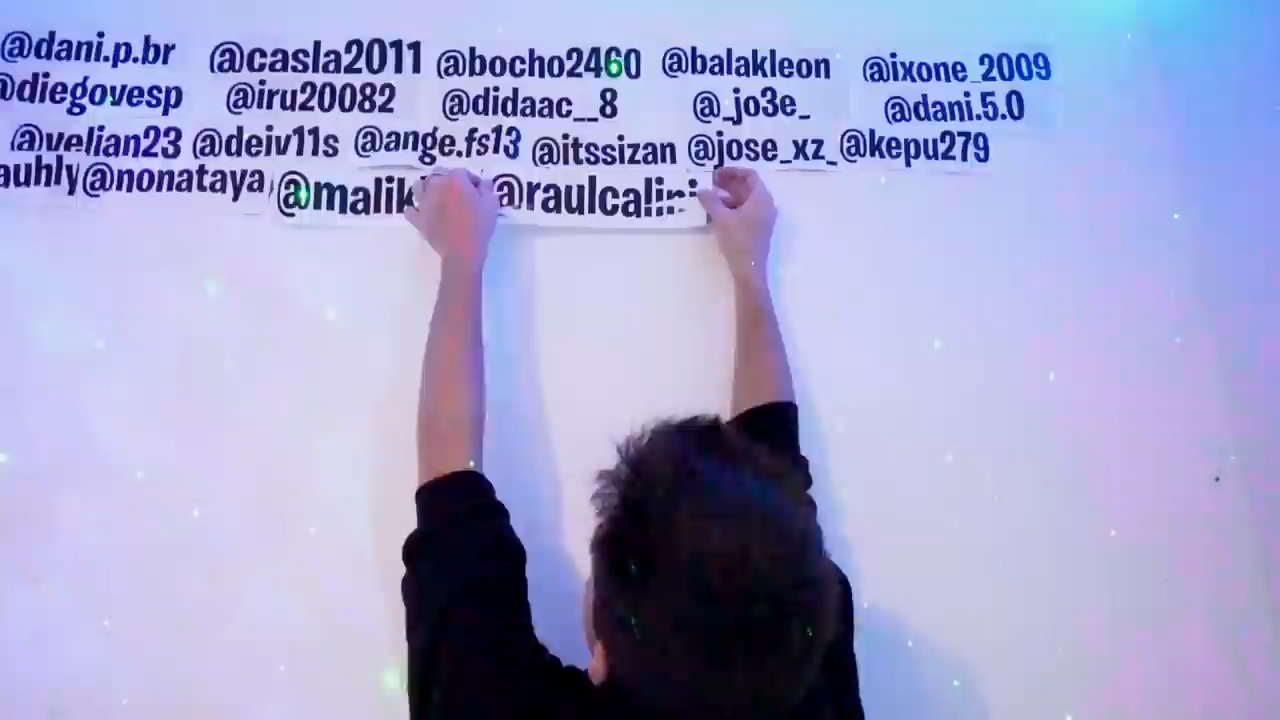 @dani.p.br @casla2011 @bocho2460 @balakleon @ixone_2009
@diegovesp @iru20082 @didaac__8 @_jo3e_ @dani.5.0
@velian23 @deiv11s @ange.fs13 @itssizan @jose_xz_ @kepu279
@nonataya